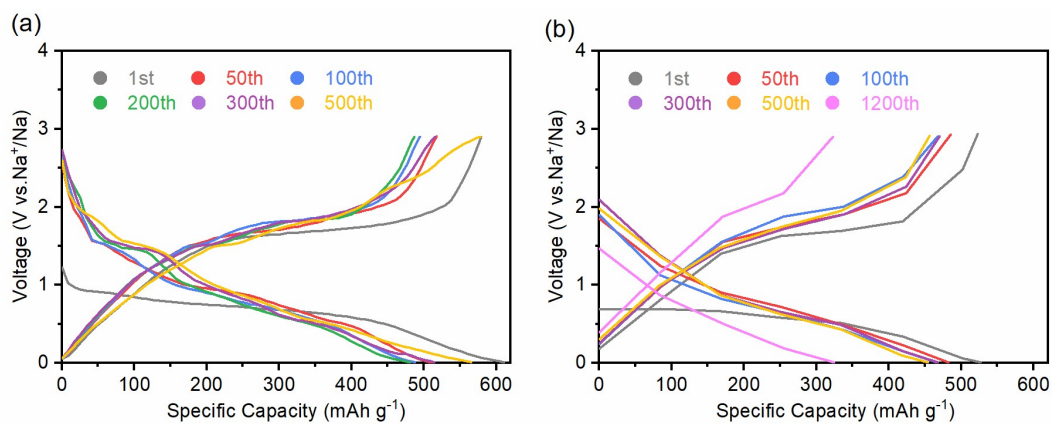 (a)
4
3
2
1
0
Voltage (V vs.Na⁺/Na)
1st 50th 100th
200th 300th 500th
0 100 200 300 400 500 600
Specific Capacity (mAh g⁻¹)
(b)
4
3
2
1
0
Voltage (V vs.Na⁺/Na)
1st 50th 100th
300th 500th 1200th
0 100 200 300 400 500 600
Specific Capacity (mAh g⁻¹)